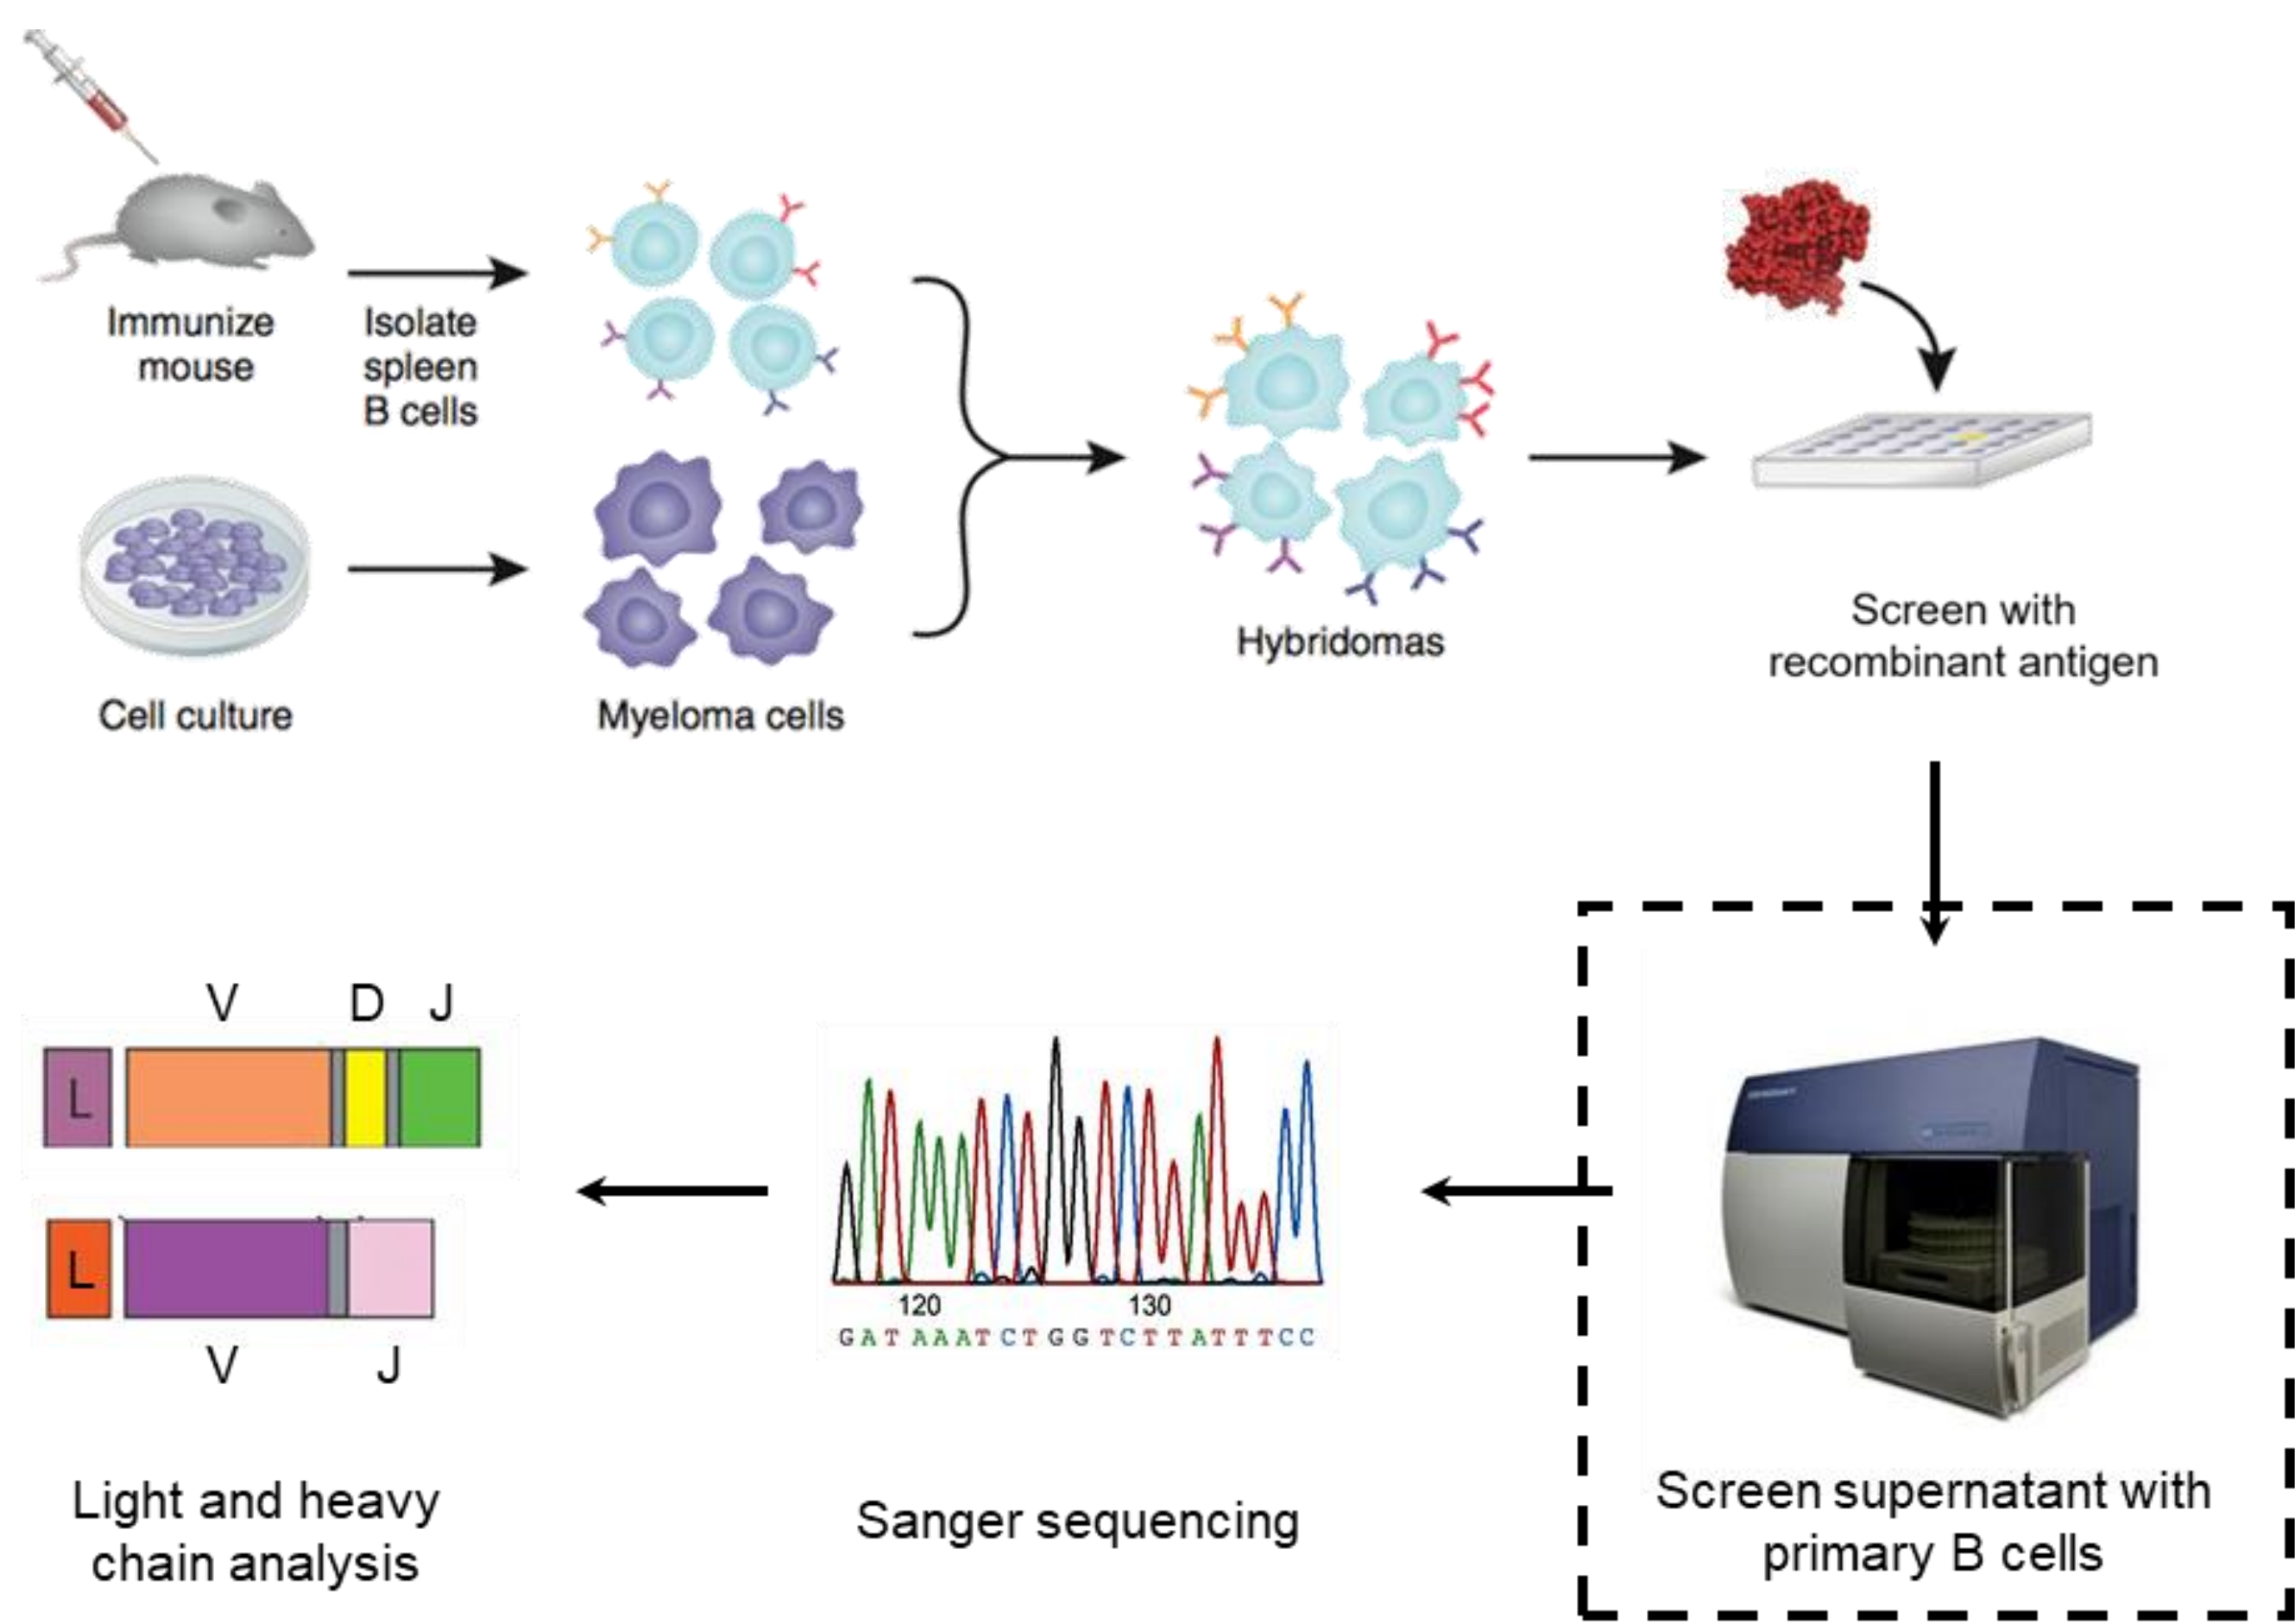 Immunize
mouse
Isolate
spleen
B cells
Cell culture
Myeloma cells
Hybridomas
Screen with
recombinant antigen
Screen supernatant with
primary B cells
120 130
G A T A A A T C T G G T C T T A T T T C C
Sanger sequencing
V D J
L
L
V J
Light and heavy
chain analysis